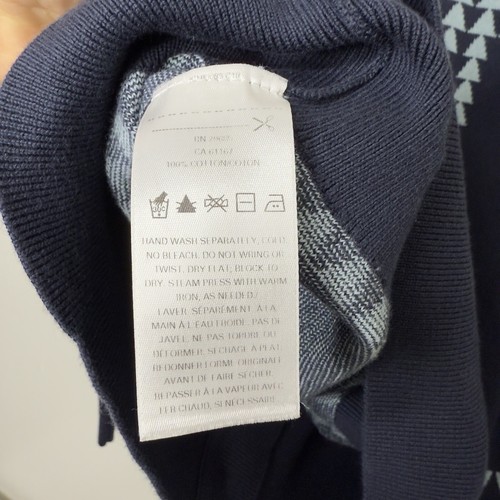 CA 61167
100% COTTON/COTON
HAND WASH SEPARATELY, COLD
NO BLEACH. DO NOT WRING OR
TWIST. DRY FLAT; BLOCK TO
DRY. STEAM PRESS WITH WARM
IRON, AS NEEDED.
LAVER SÉPARÉMENT À LA
MAIN À L'EAU FROIDE. PAS DE
JAVEL. NE PAS TORDRE OU
DÉFORMER. SÉCHAGE À PLAT
REDONNER FORME ORIGINALE
AVANT DE FAIRE SÉCHER.
REPASSER À LA VAPEUR AVEC
FER CHAUD, SI NÉCESSAIRE.